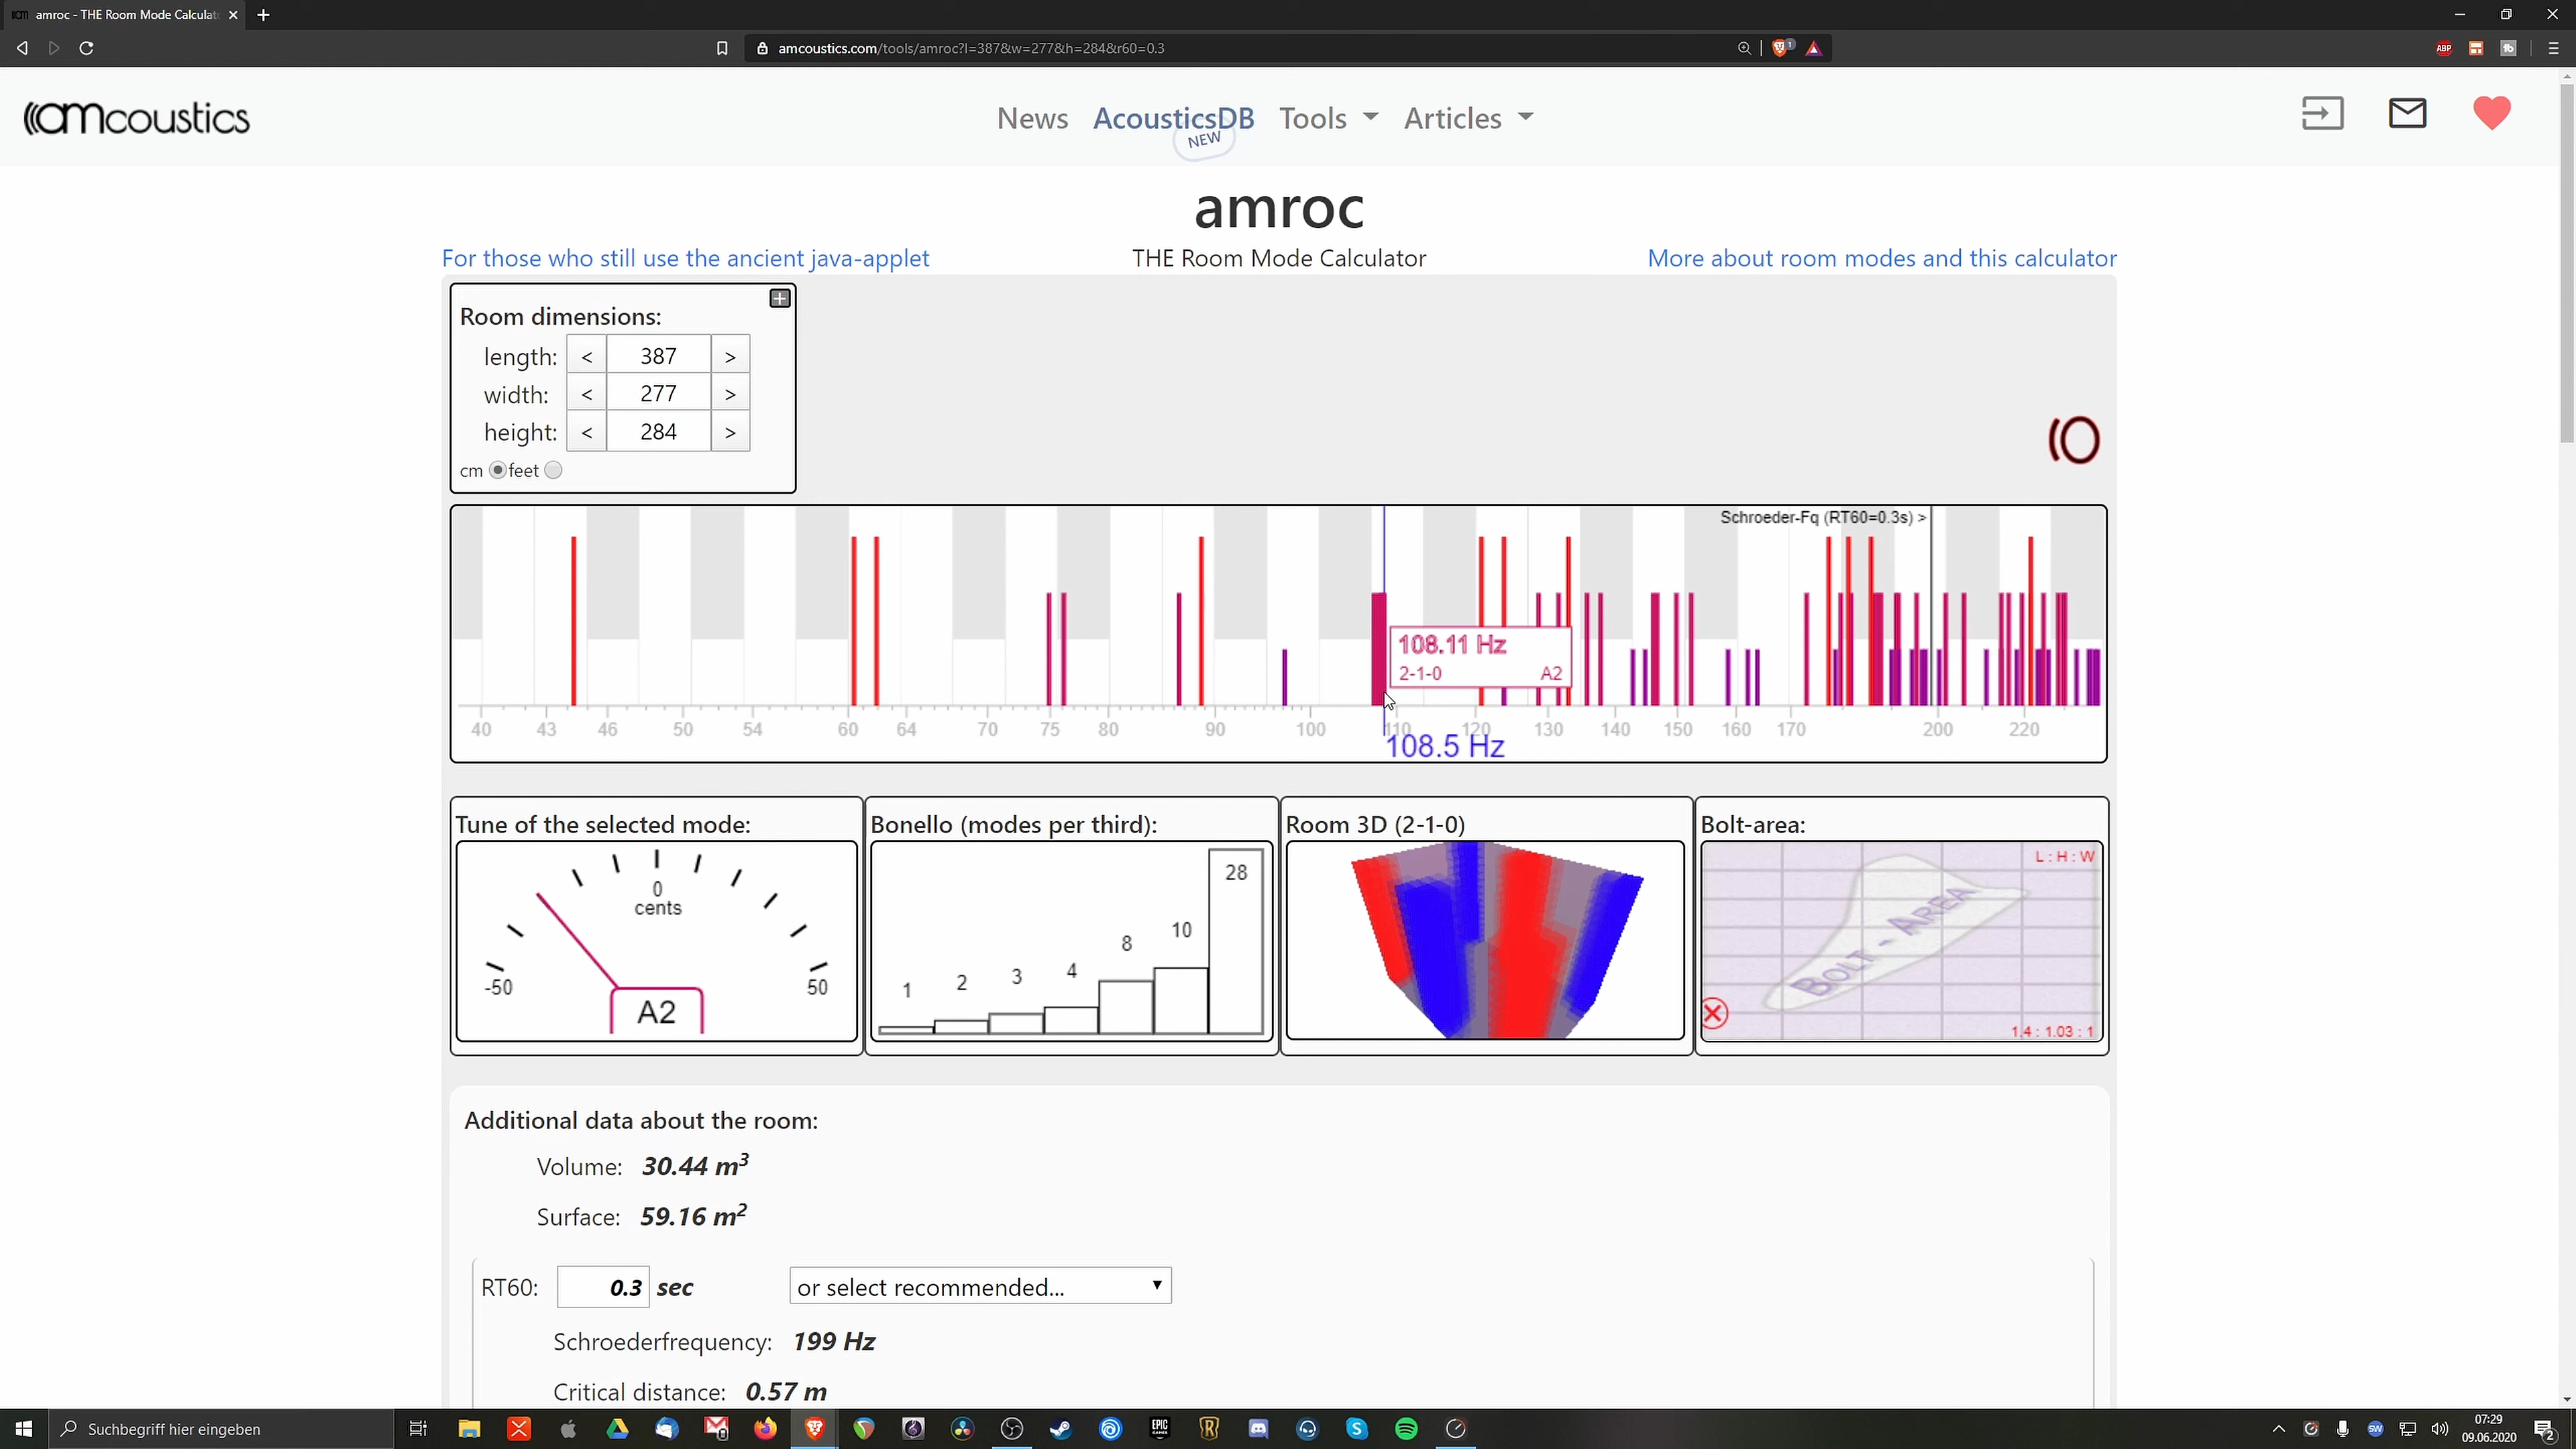 amroc - THE Room Mode Calculat
amcoustics.com/tools/amroc?l=387&w=277&h=284&r60=0.3
1
ABP
amcoustics
News
AcousticsDB
NEW
Tools
Articles
amroc
For those who still use the ancient java-applet
THE Room Mode Calculator
More about room modes and this calculator
Room dimensions:
length: < 387 >
width: < 277 >
height: < 284 >
cm feet
Schroeder-Fq (RT60=0.3s) >
108.11 Hz
2-1-0 A2
40 43 46 50 54 60 64 70 75 80 90 100 110 120 130 140 150 160 170 200 220
108.5 Hz
Tune of the selected mode:
0
cents
-50 50
A2
Bonello (modes per third):
1 2 3 4 8 10 28
Room 3D (2-1-0)
Bolt-area:
L : H : W
BOLT - AREA
1.4 : 1.03 : 1
Additional data about the room:
Volume: 30.44 m³
Surface: 59.16 m²
RT60: 0.3 sec or select recommended...
Schroederfrequency: 199 Hz
Critical distance: 0.57 m
Suchbegriff hier eingeben
EPIC GAMES
07:29
09.06.2020
2